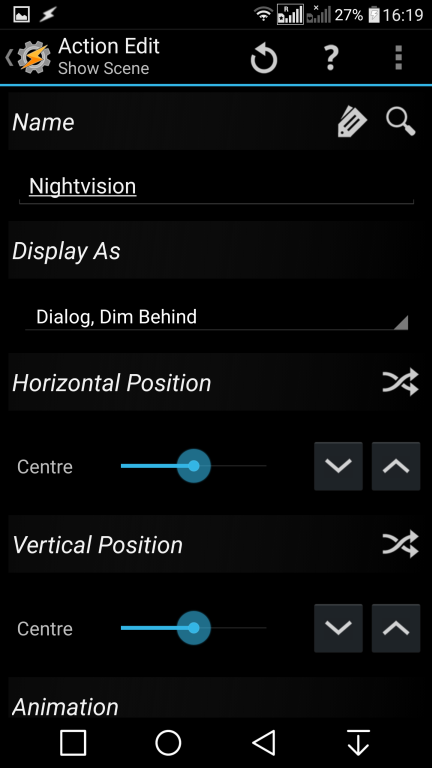 R
x
27% 16:19
Action Edit
Show Scene
?
Name
Nightvision
Display As
Dialog, Dim Behind
Horizontal Position
Centre
Vertical Position
Centre
Animation